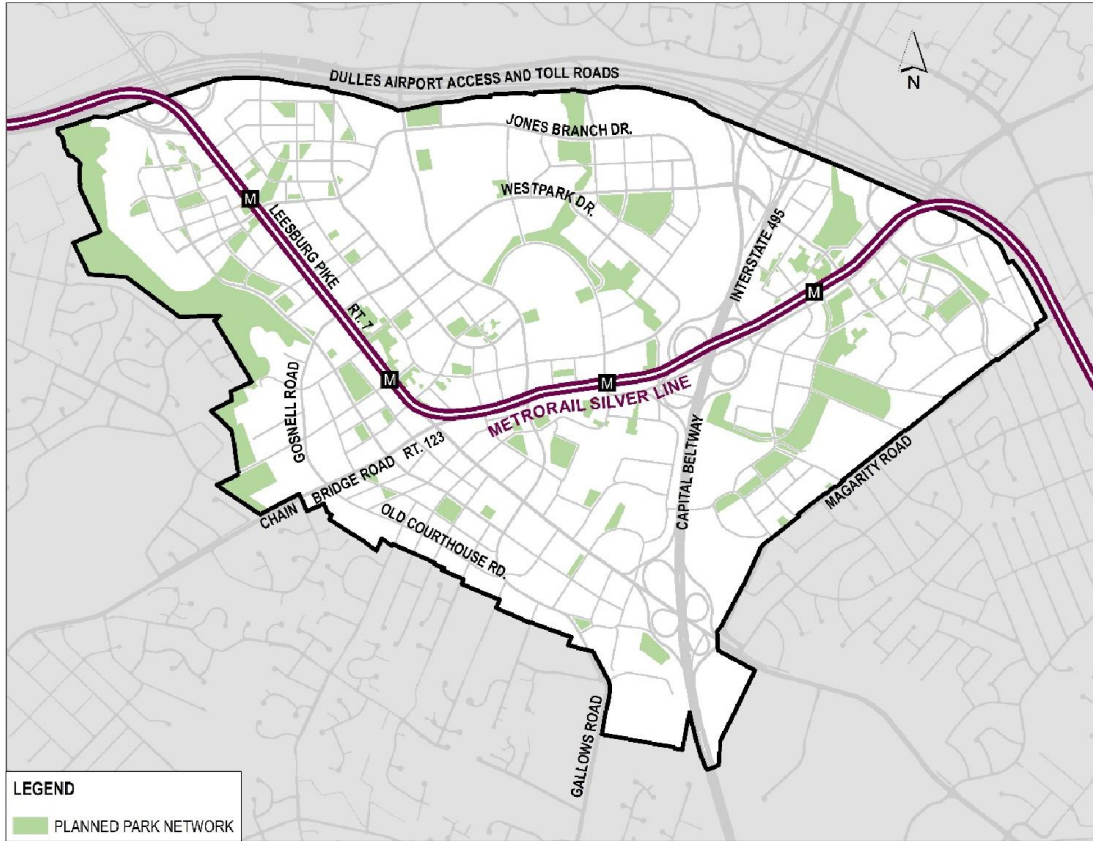 DULLES AIRPORT ACCESS AND TOLL ROADS
N
JONES BRANCH DR.
WESTPARK DR.
M
LEESBURG PIKE RT. 7
INTERSTATE 495
M
GOSNELL ROAD
M
M
METRORAIL SILVER LINE
CHAIN BRIDGE ROAD RT. 123
CAPITAL BELTWAY
MAGARITY ROAD
OLD COURTHOUSE RD.
GALLOWS ROAD
LEGEND
PLANNED PARK NETWORK